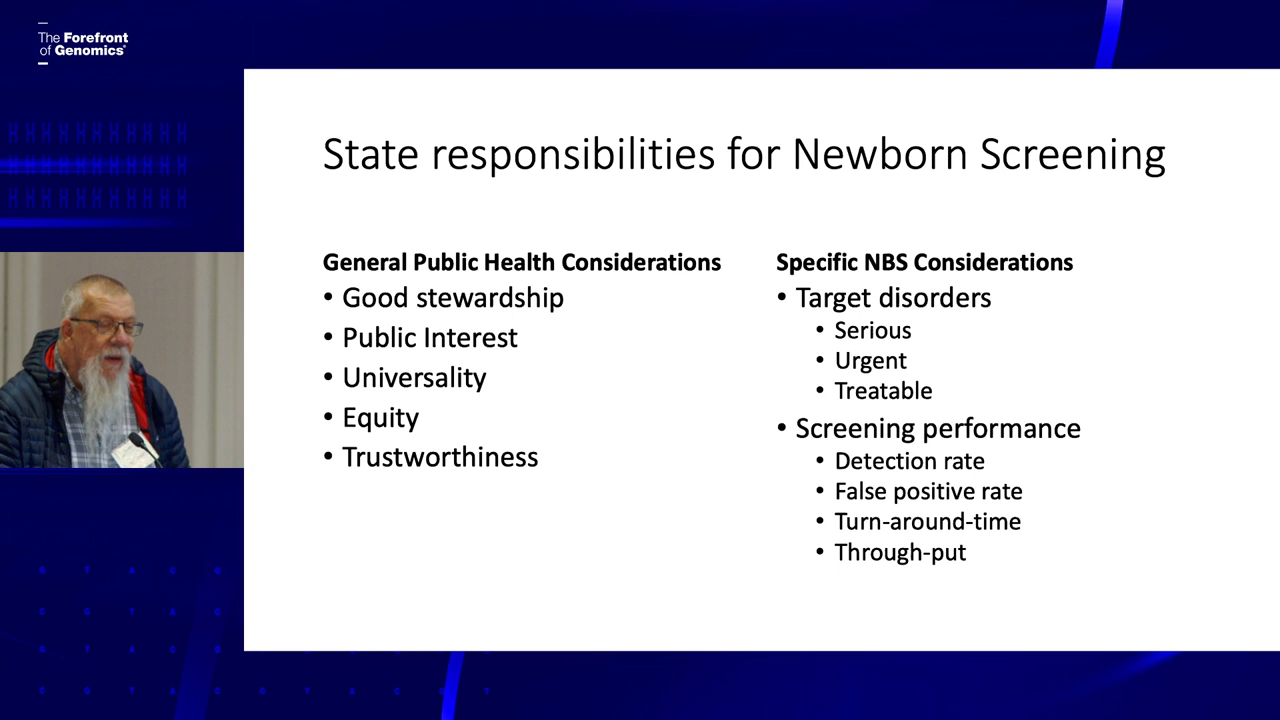 The Forefront
of Genomics
State responsibilities for Newborn Screening
General Public Health Considerations
• Good stewardship
• Public Interest
• Universality
• Equity
• Trustworthiness
Specific NBS Considerations
• Target disorders
• Serious
• Urgent
• Treatable
• Screening performance
• Detection rate
• False positive rate
• Turn-around-time
• Through-put